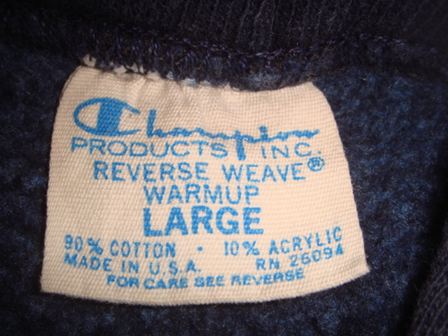 Champion
PRODUCTS INC.
REVERSE WEAVE®
WARMUP
LARGE
90% COTTON · 10% ACRYLIC
MADE IN U.S.A. RN 26094
FOR CARE SEE REVERSE